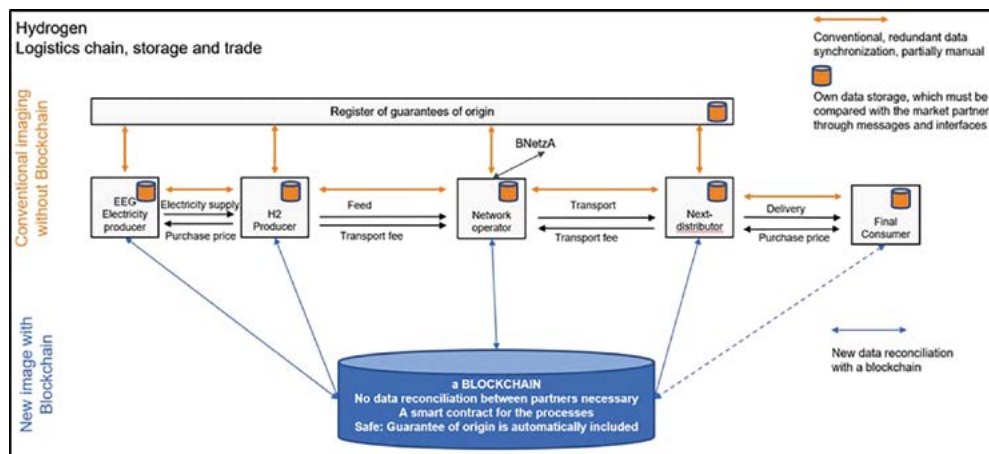 Hydrogen
Logistics chain, storage and trade
Conventional, redundant data
synchronization, partially manual
Own data storage, which must be
compared with the market partner
through messages and interfaces
Conventional imaging
without Blockchain
Register of guarantees of origin
BNetzA
EEG
Electricity
producer
Electricity supply
Purchase price
H2
Producer
Feed
Transport fee
Network
operator
Transport
Transport fee
Next-
distributor
Delivery
Purchase price
Final
Consumer
New image with
Blockchain
a BLOCKCHAIN
No data reconciliation between partners necessary
A smart contract for the processes
Safe: Guarantee of origin is automatically included
New data reconciliation
with a blockchain